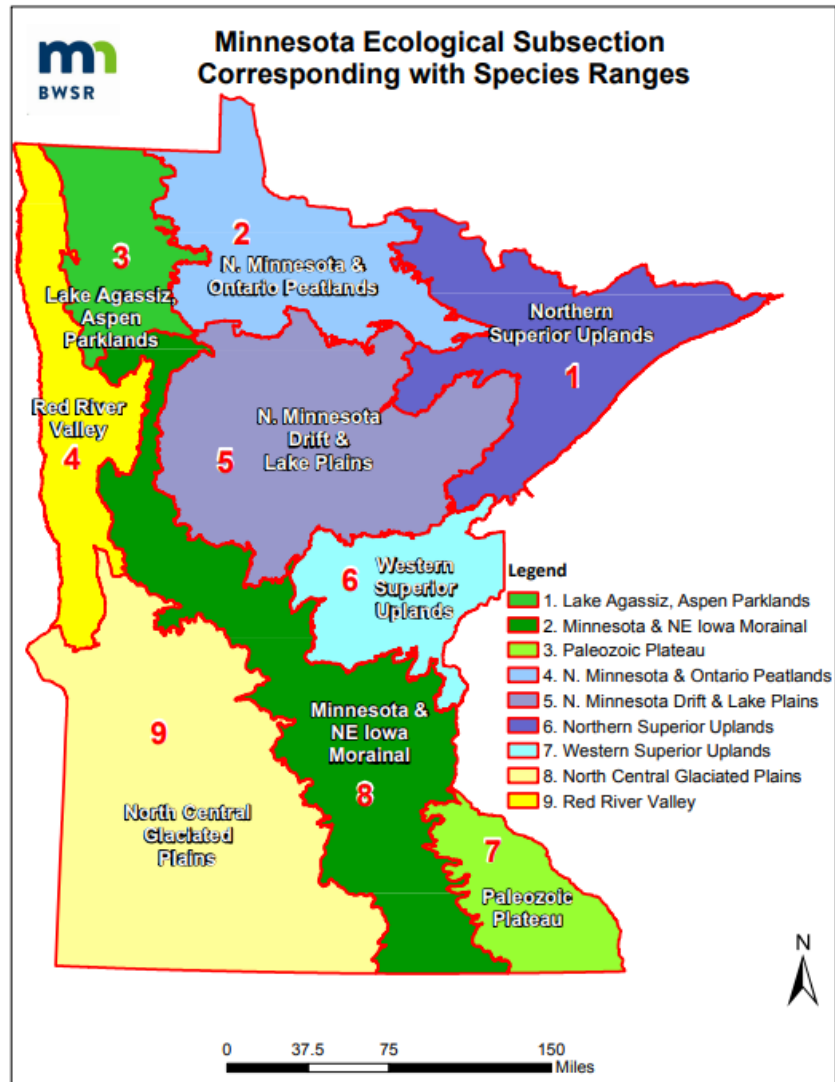 Minnesota Ecological Subsection
Corresponding with Species Ranges
mn
BWSR
2
N. Minnesota &
Ontario Peatlands
3
Lake Agassiz,
Aspen
Parklands
Northern
Superior Uplands
1
Red River
Valley
4
N. Minnesota
Drift &
Lake Plains
5
Western
Superior
Uplands
6
Legend
1. Lake Agassiz, Aspen Parklands
2. Minnesota & NE Iowa Morainal
3. Paleozoic Plateau
4. N. Minnesota & Ontario Peatlands
5. N. Minnesota Drift & Lake Plains
6. Northern Superior Uplands
7. Western Superior Uplands
8. North Central Glaciated Plains
9. Red River Valley
Minnesota &
NE Iowa
Morainal
8
9
North Central
Glaciated
Plains
7
Paleozoic
Plateau
N
0 37.5 75 150
Miles